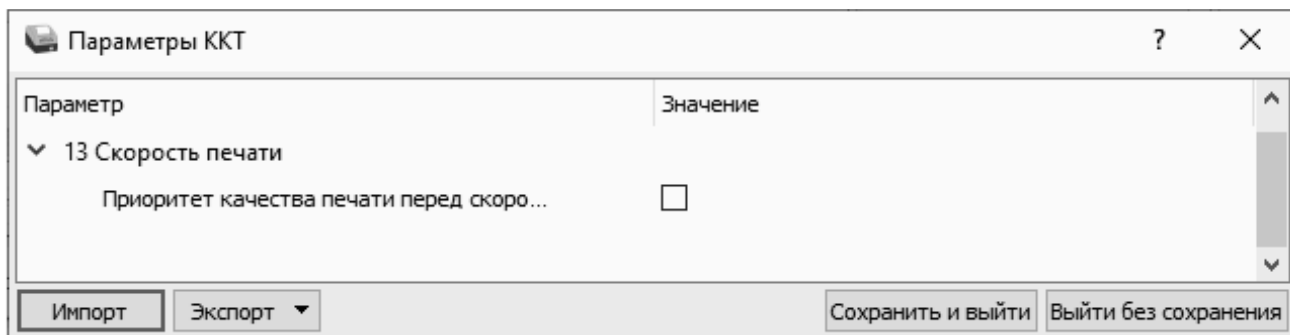 Параметры ККТ ?
Параметр Значение
13 Скорость печати
Приоритет качества печати перед скоро...
Импорт Экспорт Сохранить и выйти Выйти без сохранения